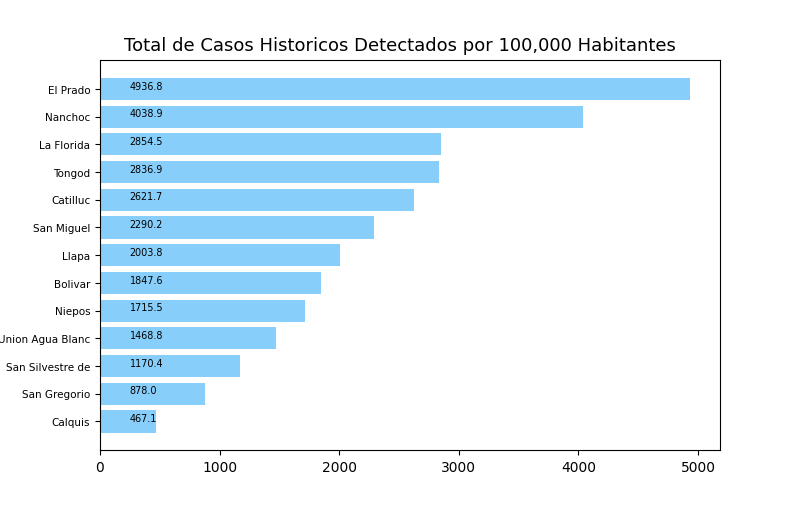 Total de Casos Historicos Detectados por 100,000 Habitantes
El Prado 4936.8
Nanchoc 4038.9
La Florida 2854.5
Tongod 2836.9
Catilluc 2621.7
San Miguel 2290.2
Llapa 2003.8
Bolivar 1847.6
Niepos 1715.5
Union Agua Blanc 1468.8
San Silvestre de 1170.4
San Gregorio 878.0
Calquis 467.1
0 1000 2000 3000 4000 5000